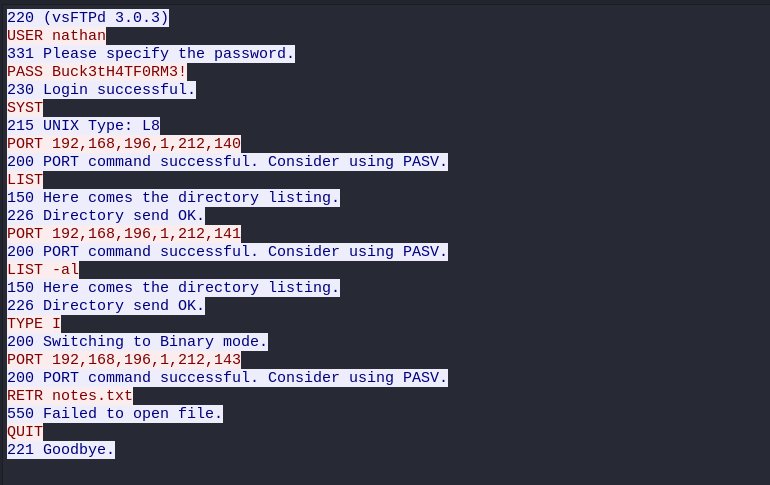 220 (vsFTPd 3.0.3)
USER nathan
331 Please specify the password.
PASS Buck3tH4TF0RM3!
230 Login successful.
SYST
215 UNIX Type: L8
PORT 192,168,196,1,212,140
200 PORT command successful. Consider using PASV.
LIST
150 Here comes the directory listing.
226 Directory send OK.
PORT 192,168,196,1,212,141
200 PORT command successful. Consider using PASV.
LIST -al
150 Here comes the directory listing.
226 Directory send OK.
TYPE I
200 Switching to Binary mode.
PORT 192,168,196,1,212,143
200 PORT command successful. Consider using PASV.
RETR notes.txt
550 Failed to open file.
QUIT
221 Goodbye.